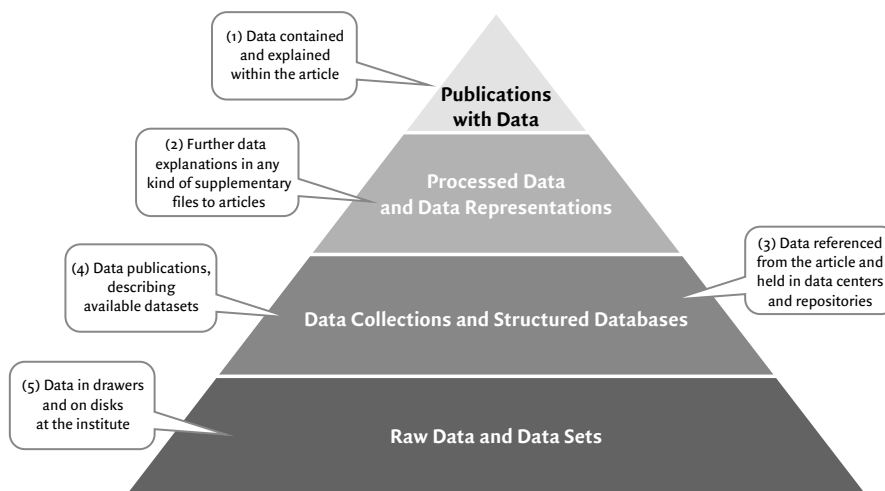 (1) Data contained
and explained
within the article
Publications
with Data
(2) Further data
explanations in any
kind of supplementary
files to articles
Processed Data
and Data Representations
(3) Data referenced
from the article and
held in data centers
and repositories
(4) Data publications,
describing
available datasets
Data Collections and Structured Databases
(5) Data in drawers
and on disks
at the institute
Raw Data and Data Sets